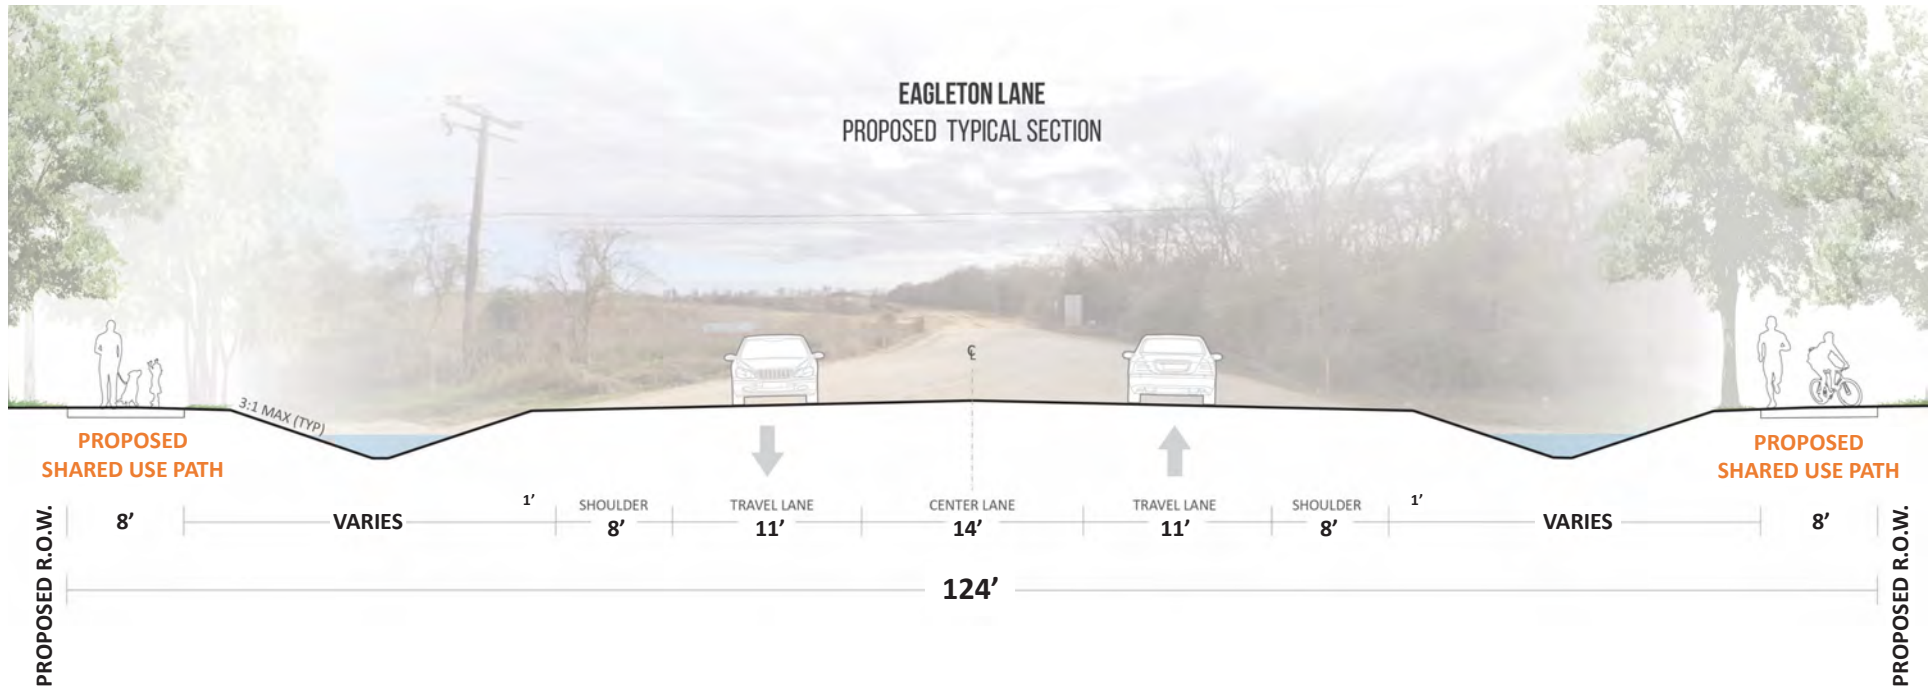 EAGLETON LANE
PROPOSED TYPICAL SECTION
℄
3:1 MAX (TYP)
PROPOSED
SHARED USE PATH
PROPOSED
SHARED USE PATH
PROPOSED R.O.W.
8’
VARIES
1’
SHOULDER
8’
TRAVEL LANE
11’
CENTER LANE
14’
TRAVEL LANE
11’
SHOULDER
8’
1’
VARIES
8’
PROPOSED R.O.W.
124’